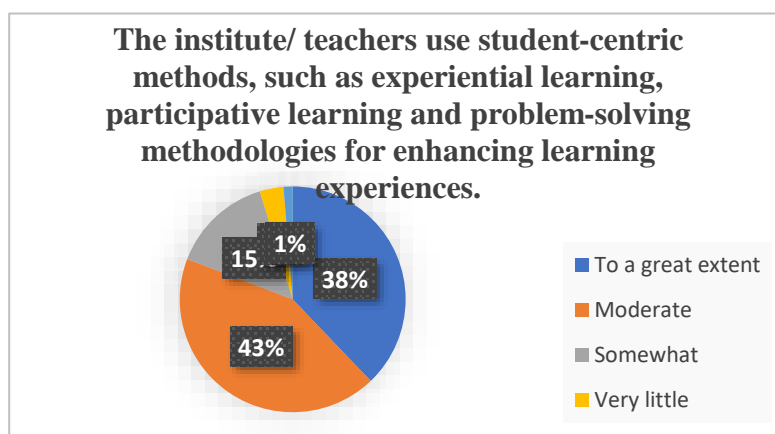 The institute/ teachers use student-centric
methods, such as experiential learning,
participative learning and problem-solving
methodologies for enhancing learning
experiences.
1%
15%
38%
43%
To a great extent
Moderate
Somewhat
Very little